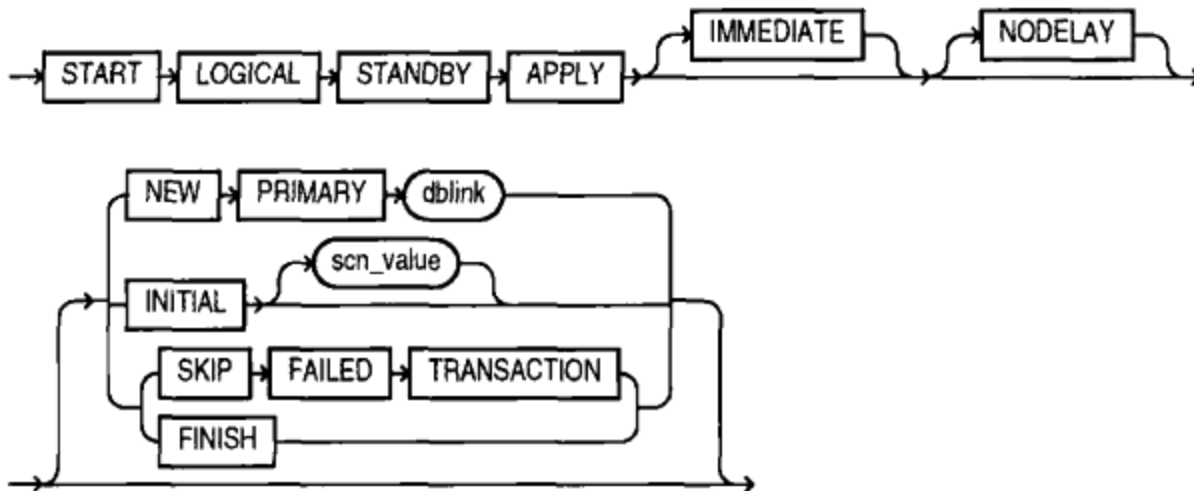 IMMEDIATE NODELAY
START LOGICAL STANDBY APPLY
NEW PRIMARY dblink
scn_value
INITIAL
SKIP FAILED TRANSACTION
FINISH